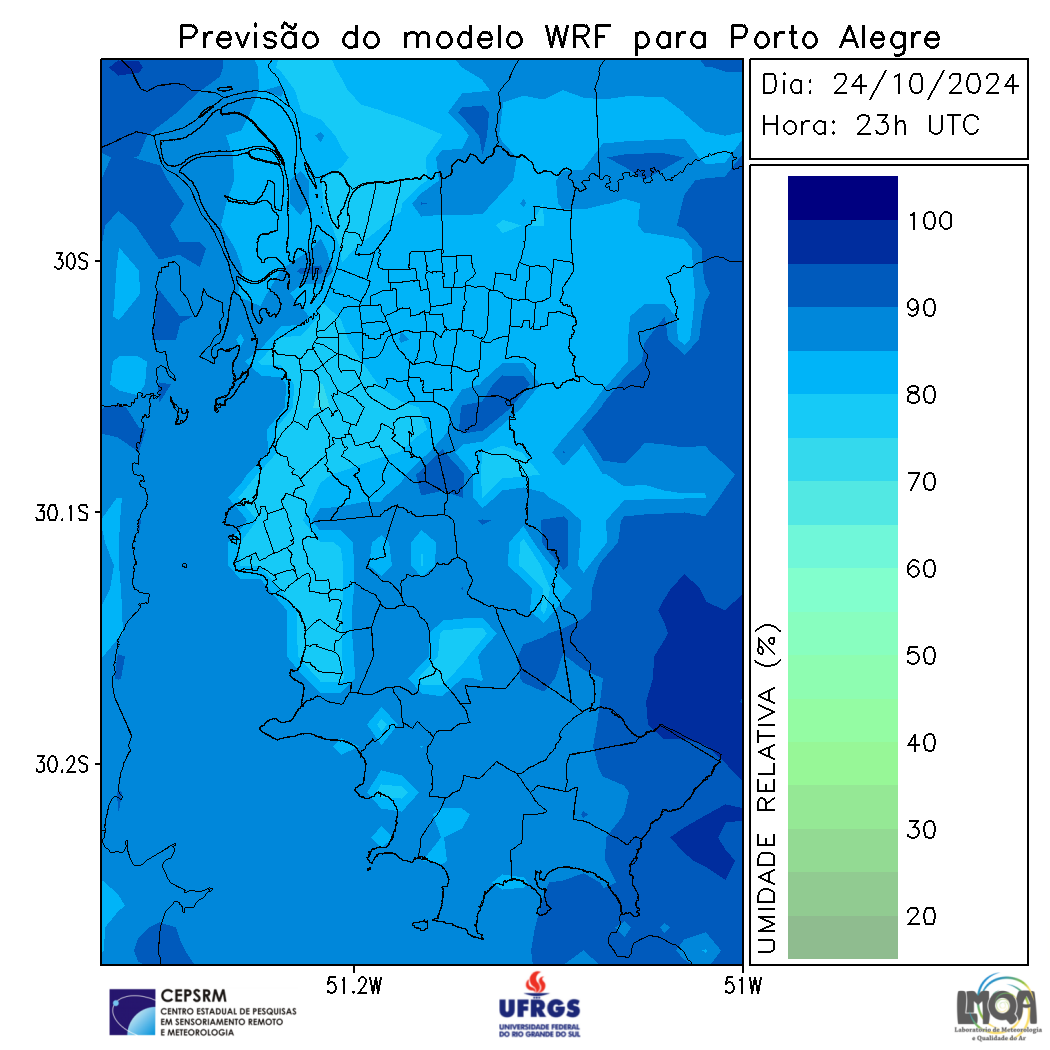 Previsão do modelo WRF para Porto Alegre
Dia: 24/10/2024
Hora: 23h UTC
30S
30.1S
30.2S
51.2W
51W
100
90
80
70
60
50
40
30
20
UMIDADE RELATIVA (%)
CEPSRM
CENTRO ESTADUAL DE PESQUISAS
EM SENSORIAMENTO REMOTO
E METEOROLOGIA
UFRGS
UNIVERSIDADE FEDERAL
DO RIO GRANDE DO SUL
LMQA
Laboratório de Meteorologia
e Qualidade do Ar